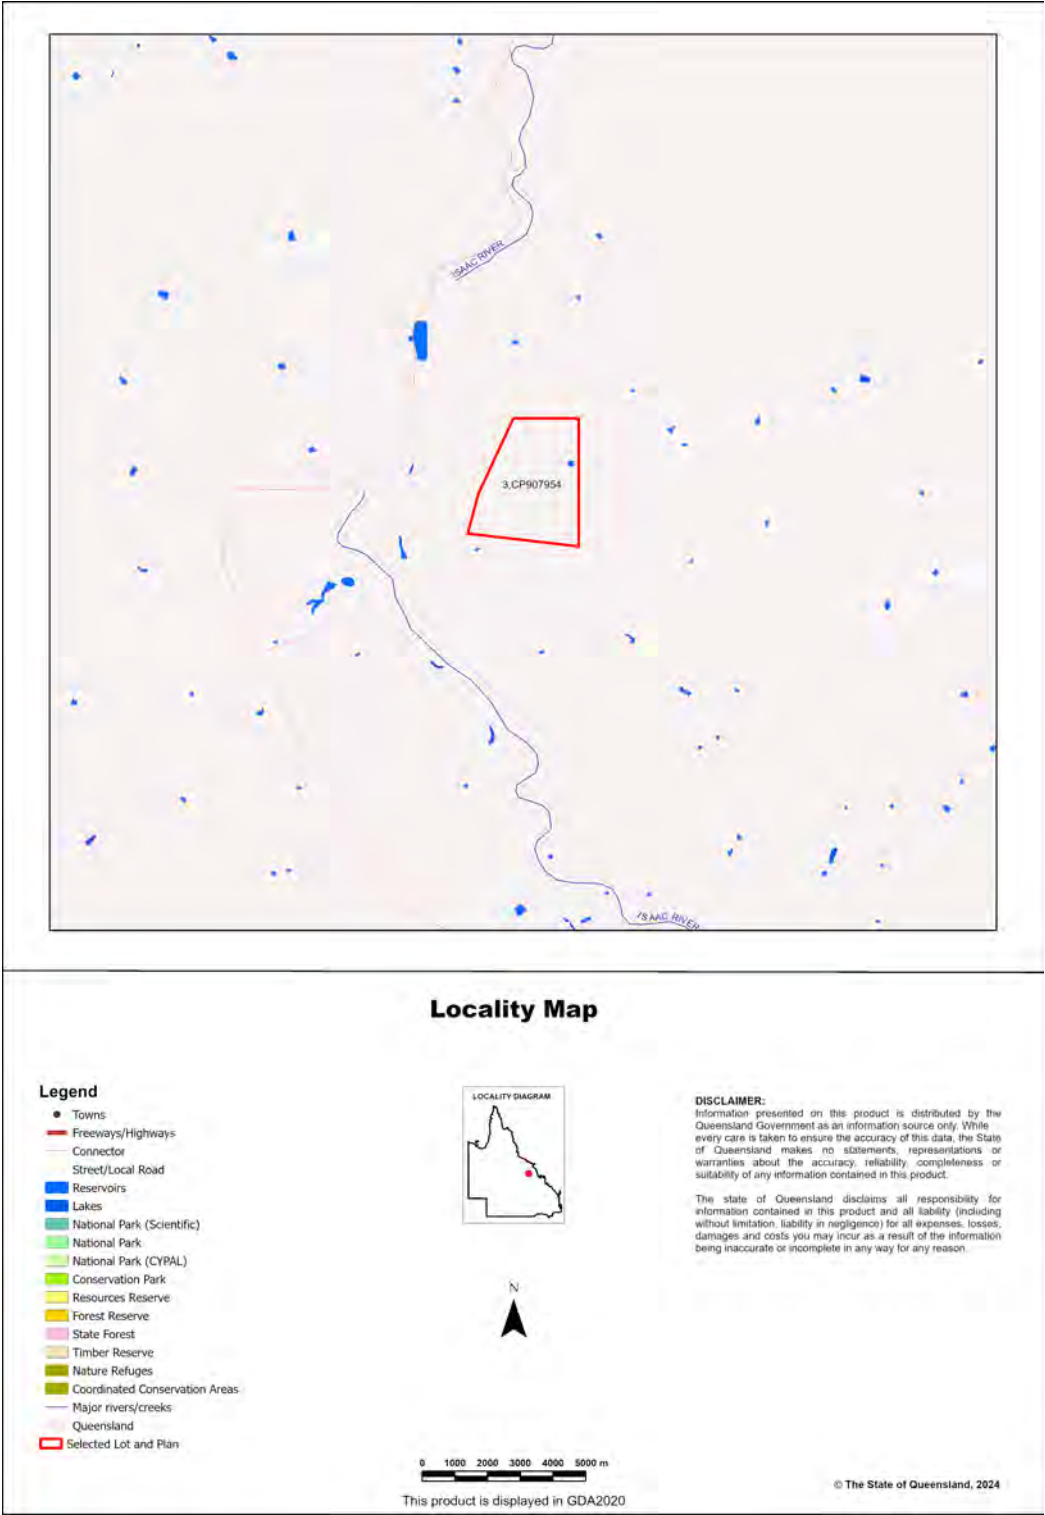 ISAAC RIVER
3,CP907954
ISAAC RIVER
Locality Map
Legend
Towns
Freeways/Highways
Connector
Street/Local Road
Reservoirs
Lakes
National Park (Scientific)
National Park
National Park (CYPAL)
Conservation Park
Resources Reserve
Forest Reserve
State Forest
Timber Reserve
Nature Refuges
Coordinated Conservation Areas
Major rivers/creeks
Queensland
Selected Lot and Plan
LOCALITY DIAGRAM
N
0 1000 2000 3000 4000 5000 m
This product is displayed in GDA2020
DISCLAIMER:
Information presented on this product is distributed by the
Queensland Government as an information source only. While
every care is taken to ensure the accuracy of this data, the State
of Queensland makes no statements, representations or
warranties about the accuracy, reliability, completeness or
suitability of any information contained in this product.
The state of Queensland disclaims all responsibility for
information contained in this product and all liability (including
without limitation, liability in negligence) for all expenses, losses,
damages and costs you may incur as a result of the information
being inaccurate or incomplete in any way for any reason.
© The State of Queensland, 2024